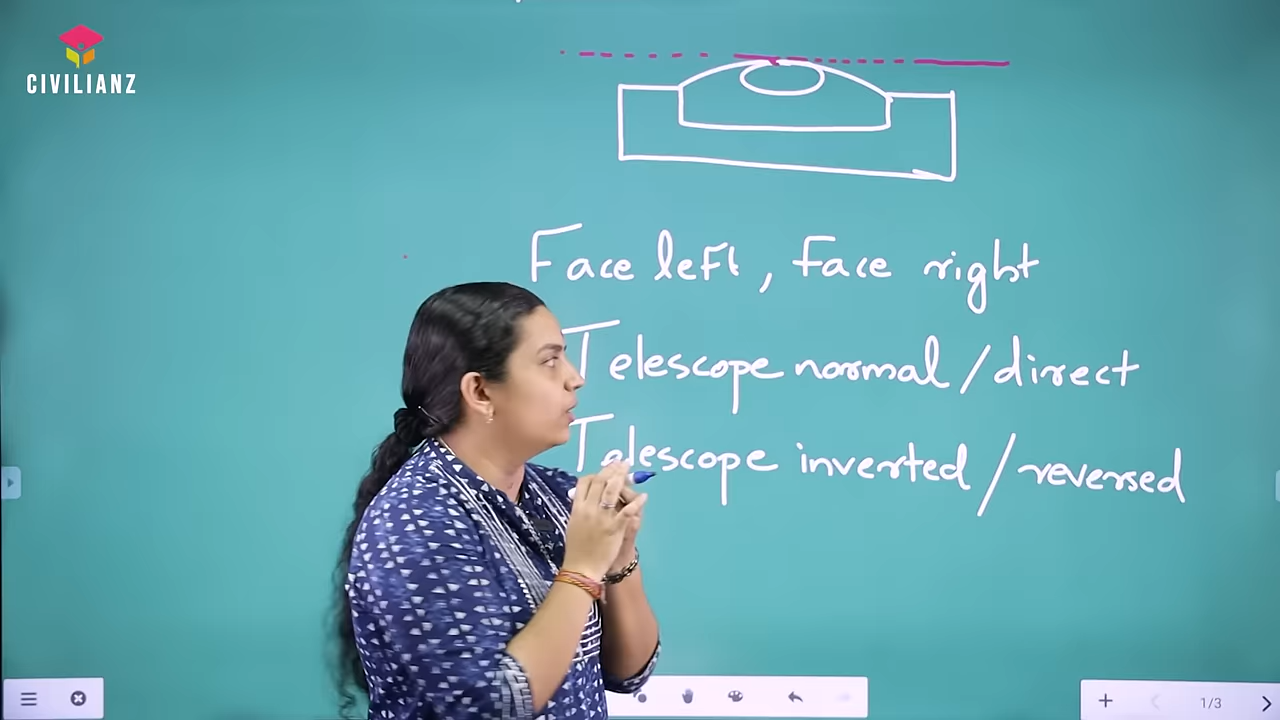 CIVILIANZ
Face left, Face right
Telescope normal/direct
Telescope inverted/reversed
1/3